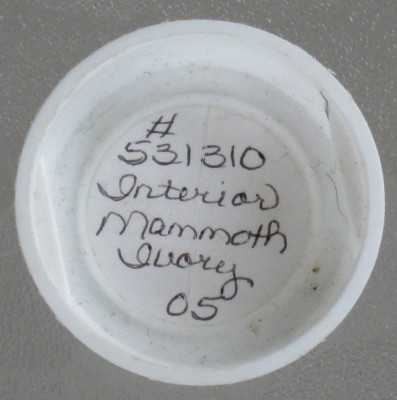 #
531310
Interior
Mammoth
Ivory
05